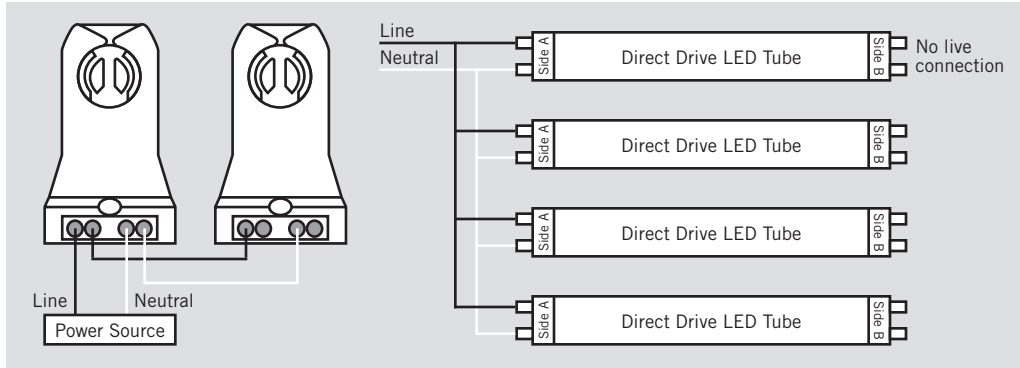 Line
Neutral
Power Source
Line
Neutral
Side A
Direct Drive LED Tube
Side B
No live
connection
Side A
Direct Drive LED Tube
Side B
Side A
Direct Drive LED Tube
Side B
Side A
Direct Drive LED Tube
Side B